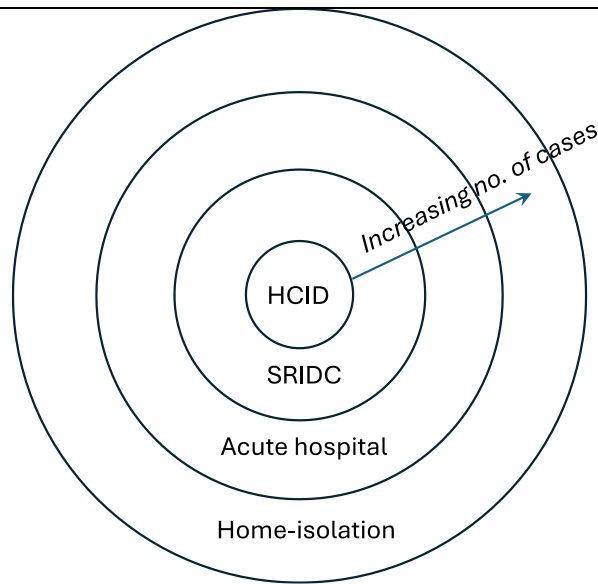 Increasing no. of cases
HCID
SRIDC
Acute hospital
Home-isolation